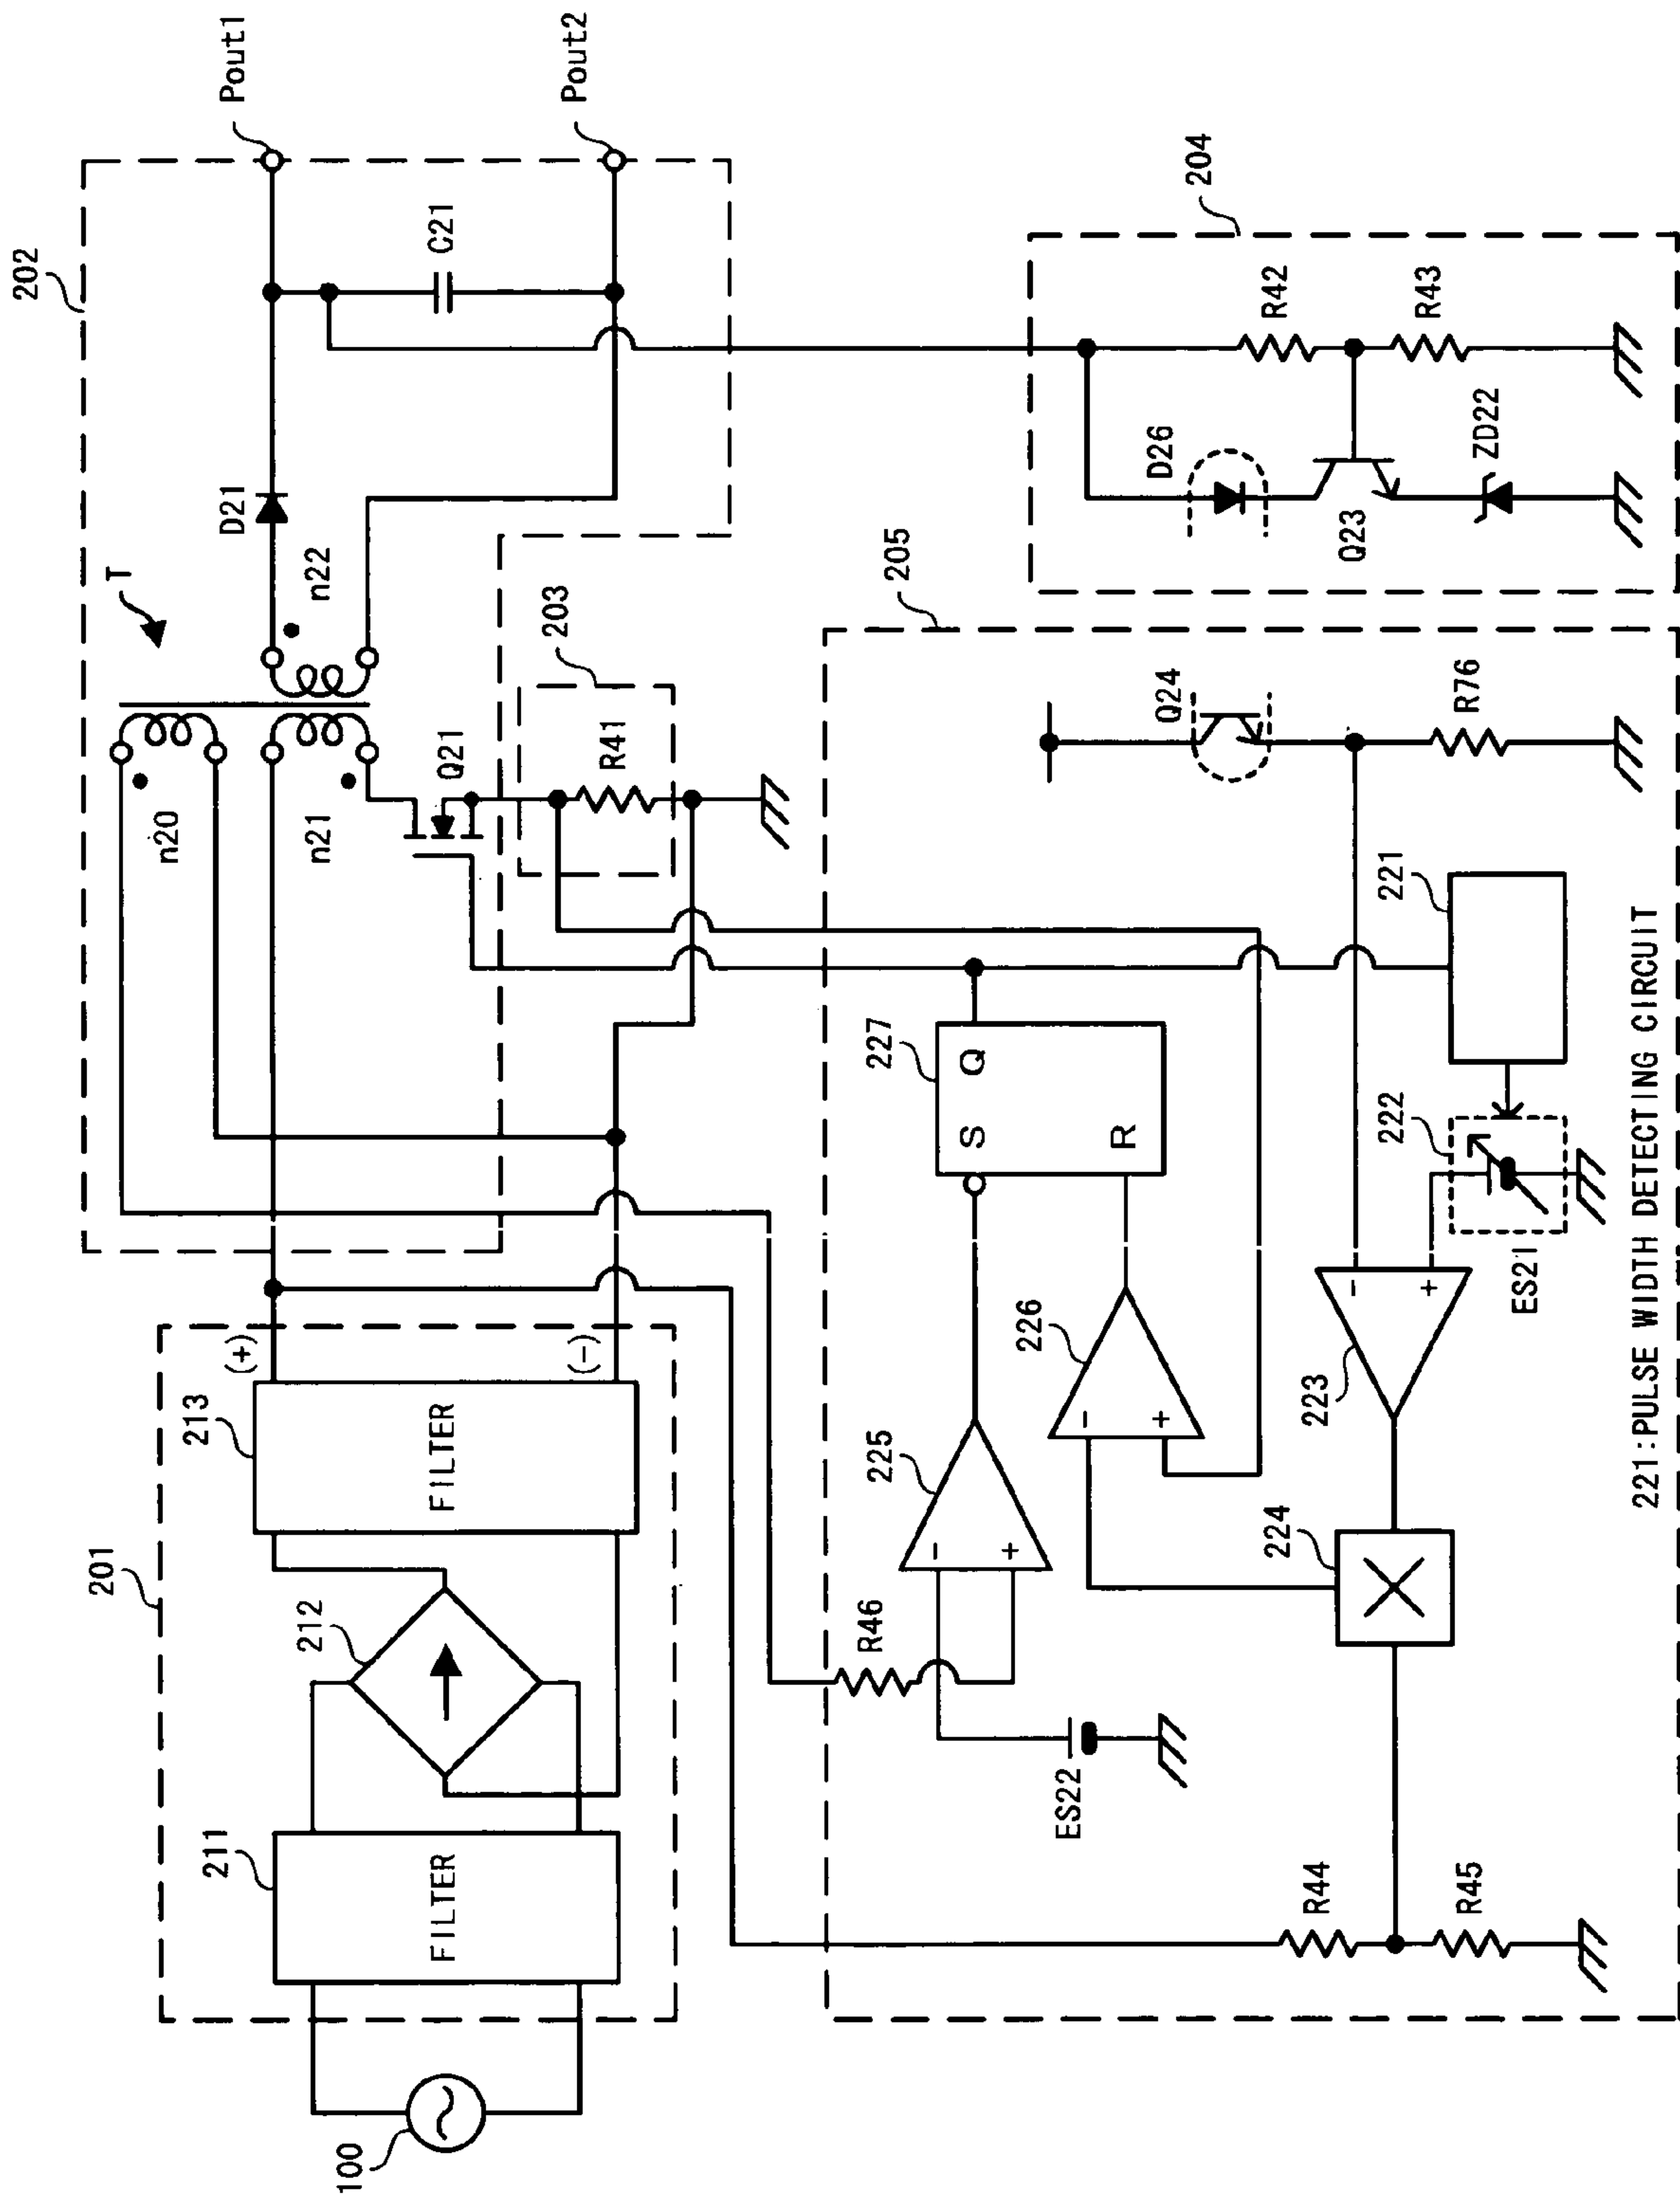 202
T
n20
n21
n22
D21
C21
Pout1
Pout2
Q21
203
R41
201
100
211
FILTER
212
213
FILTER
(+)
(-)
204
D26
R42
R43
Q23
ZD22
205
R46
225
-
+
ES22
226
-
+
227
S
Q
R
Q24
R76
R44
R45
224
223
-
+
222
ES21
221
221:PULSE WIDTH DETECTING CIRCUIT